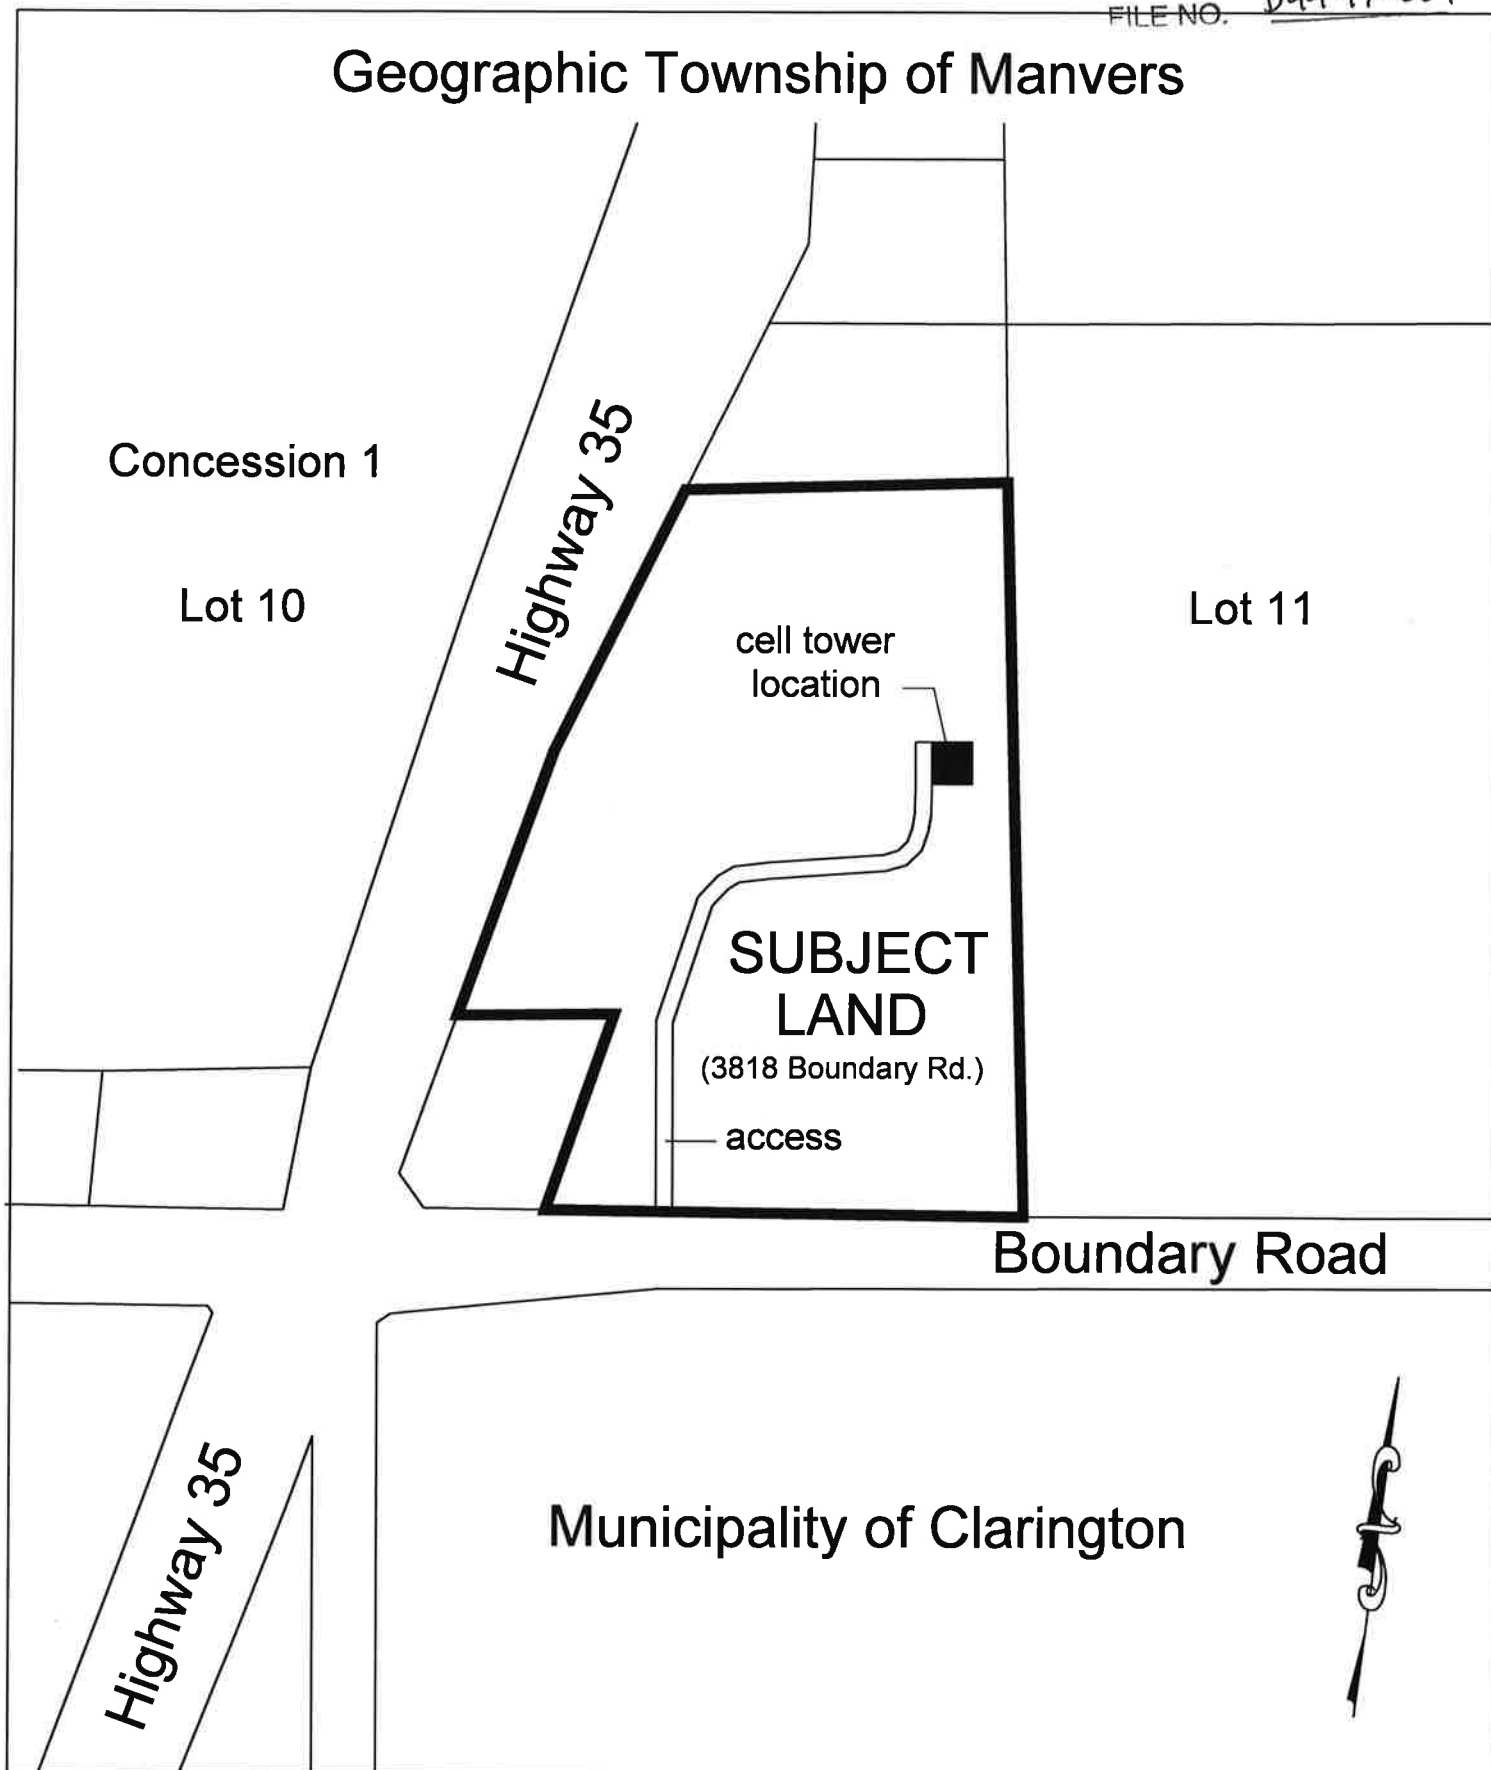 FILE NO.
Geographic Township of Manvers
Highway 35
Concession 1
Lot 10
Lot 11
cell tower
location
SUBJECT
LAND
(3818 Boundary Rd.)
access
Boundary Road
Highway 35
Municipality of Clarington